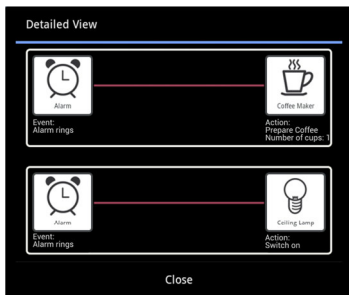 Detailed View
Alarm
Coffee Maker
Event:
Alarm rings
Action:
Prepare Coffee
Number of cups: 1
Alarm
Ceiling Lamp
Event:
Alarm rings
Action:
Switch on
Close